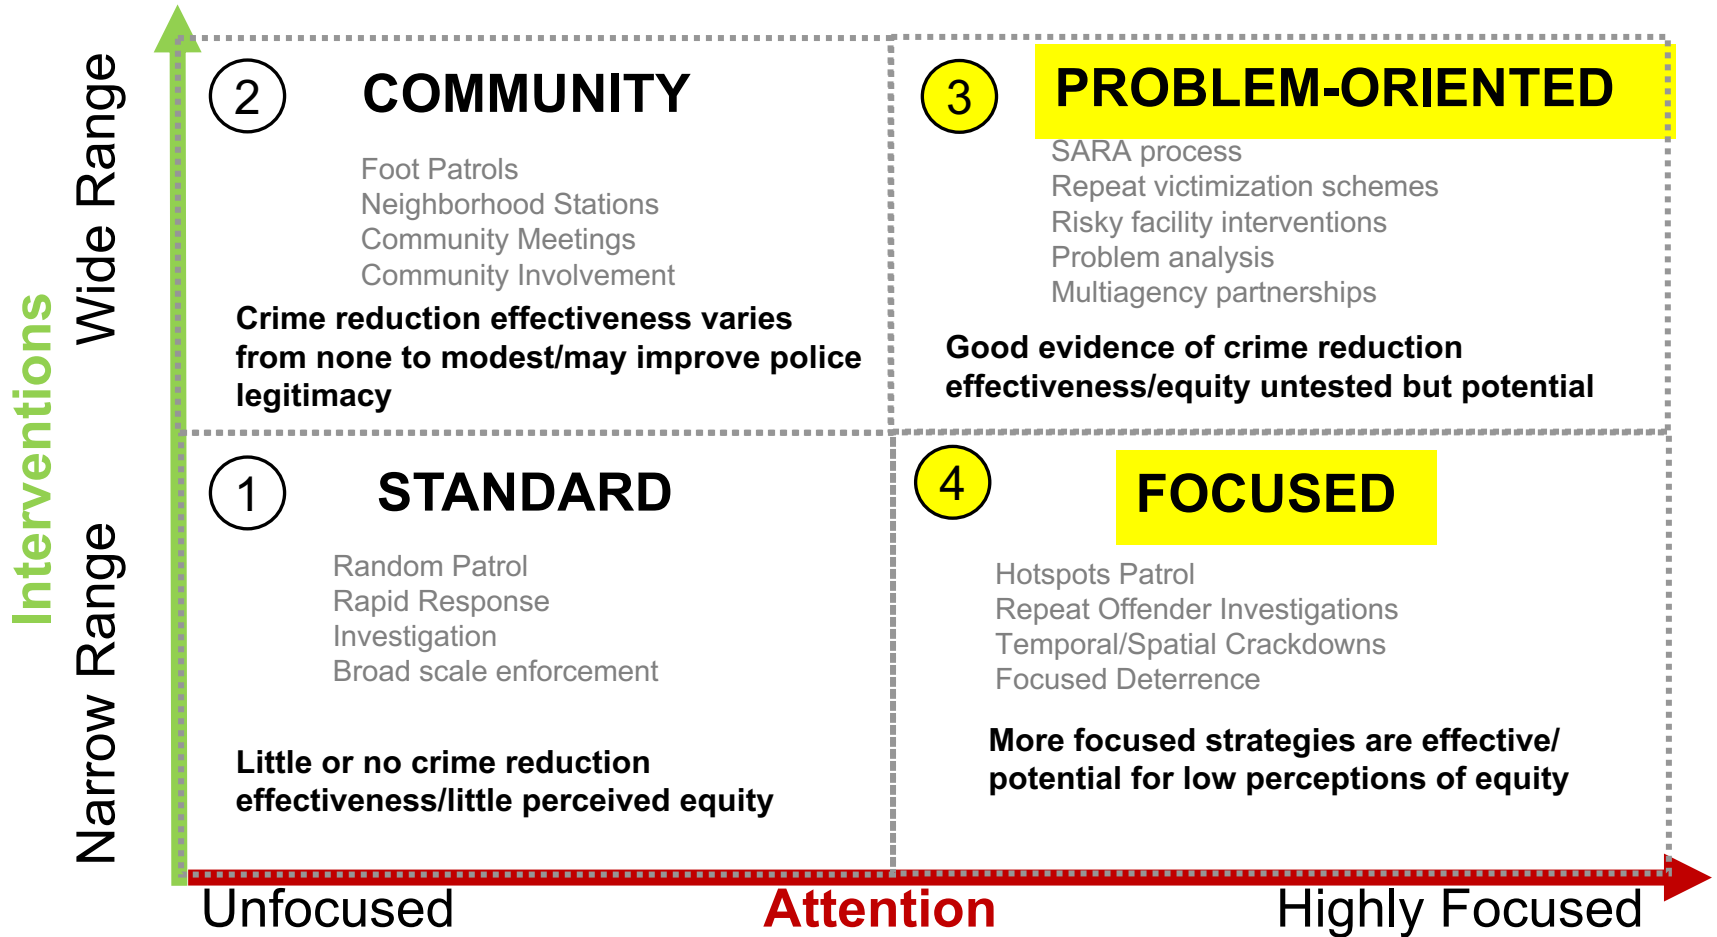 Interventions
Wide Range
Narrow Range
2
COMMUNITY
Foot Patrols
Neighborhood Stations
Community Meetings
Community Involvement
Crime reduction effectiveness varies
from none to modest/may improve police
legitimacy
3
PROBLEM-ORIENTED
SARA process
Repeat victimization schemes
Risky facility interventions
Problem analysis
Multiagency partnerships
Good evidence of crime reduction
effectiveness/equity untested but potential
1
STANDARD
Random Patrol
Rapid Response
Investigation
Broad scale enforcement
Little or no crime reduction
effectiveness/little perceived equity
4
FOCUSED
Hotspots Patrol
Repeat Offender Investigations
Temporal/Spatial Crackdowns
Focused Deterrence
More focused strategies are effective/
potential for low perceptions of equity
Unfocused
Attention
Highly Focused